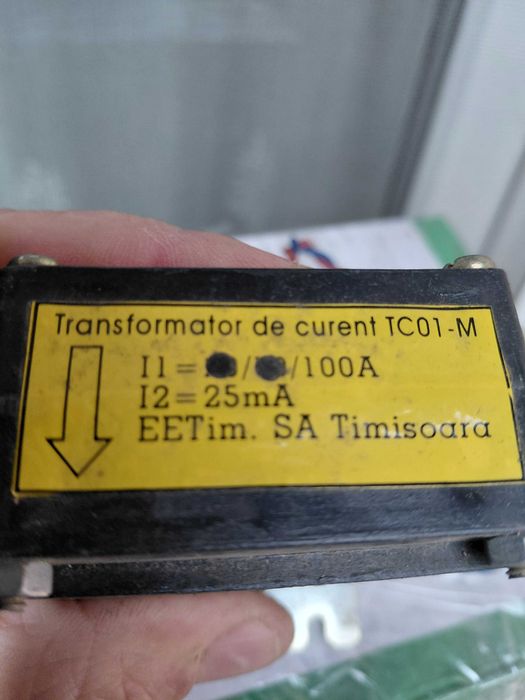 Transformator de curent TC01-M
I1 = /100A
I2 = 25mA
EETim. SA Timisoara